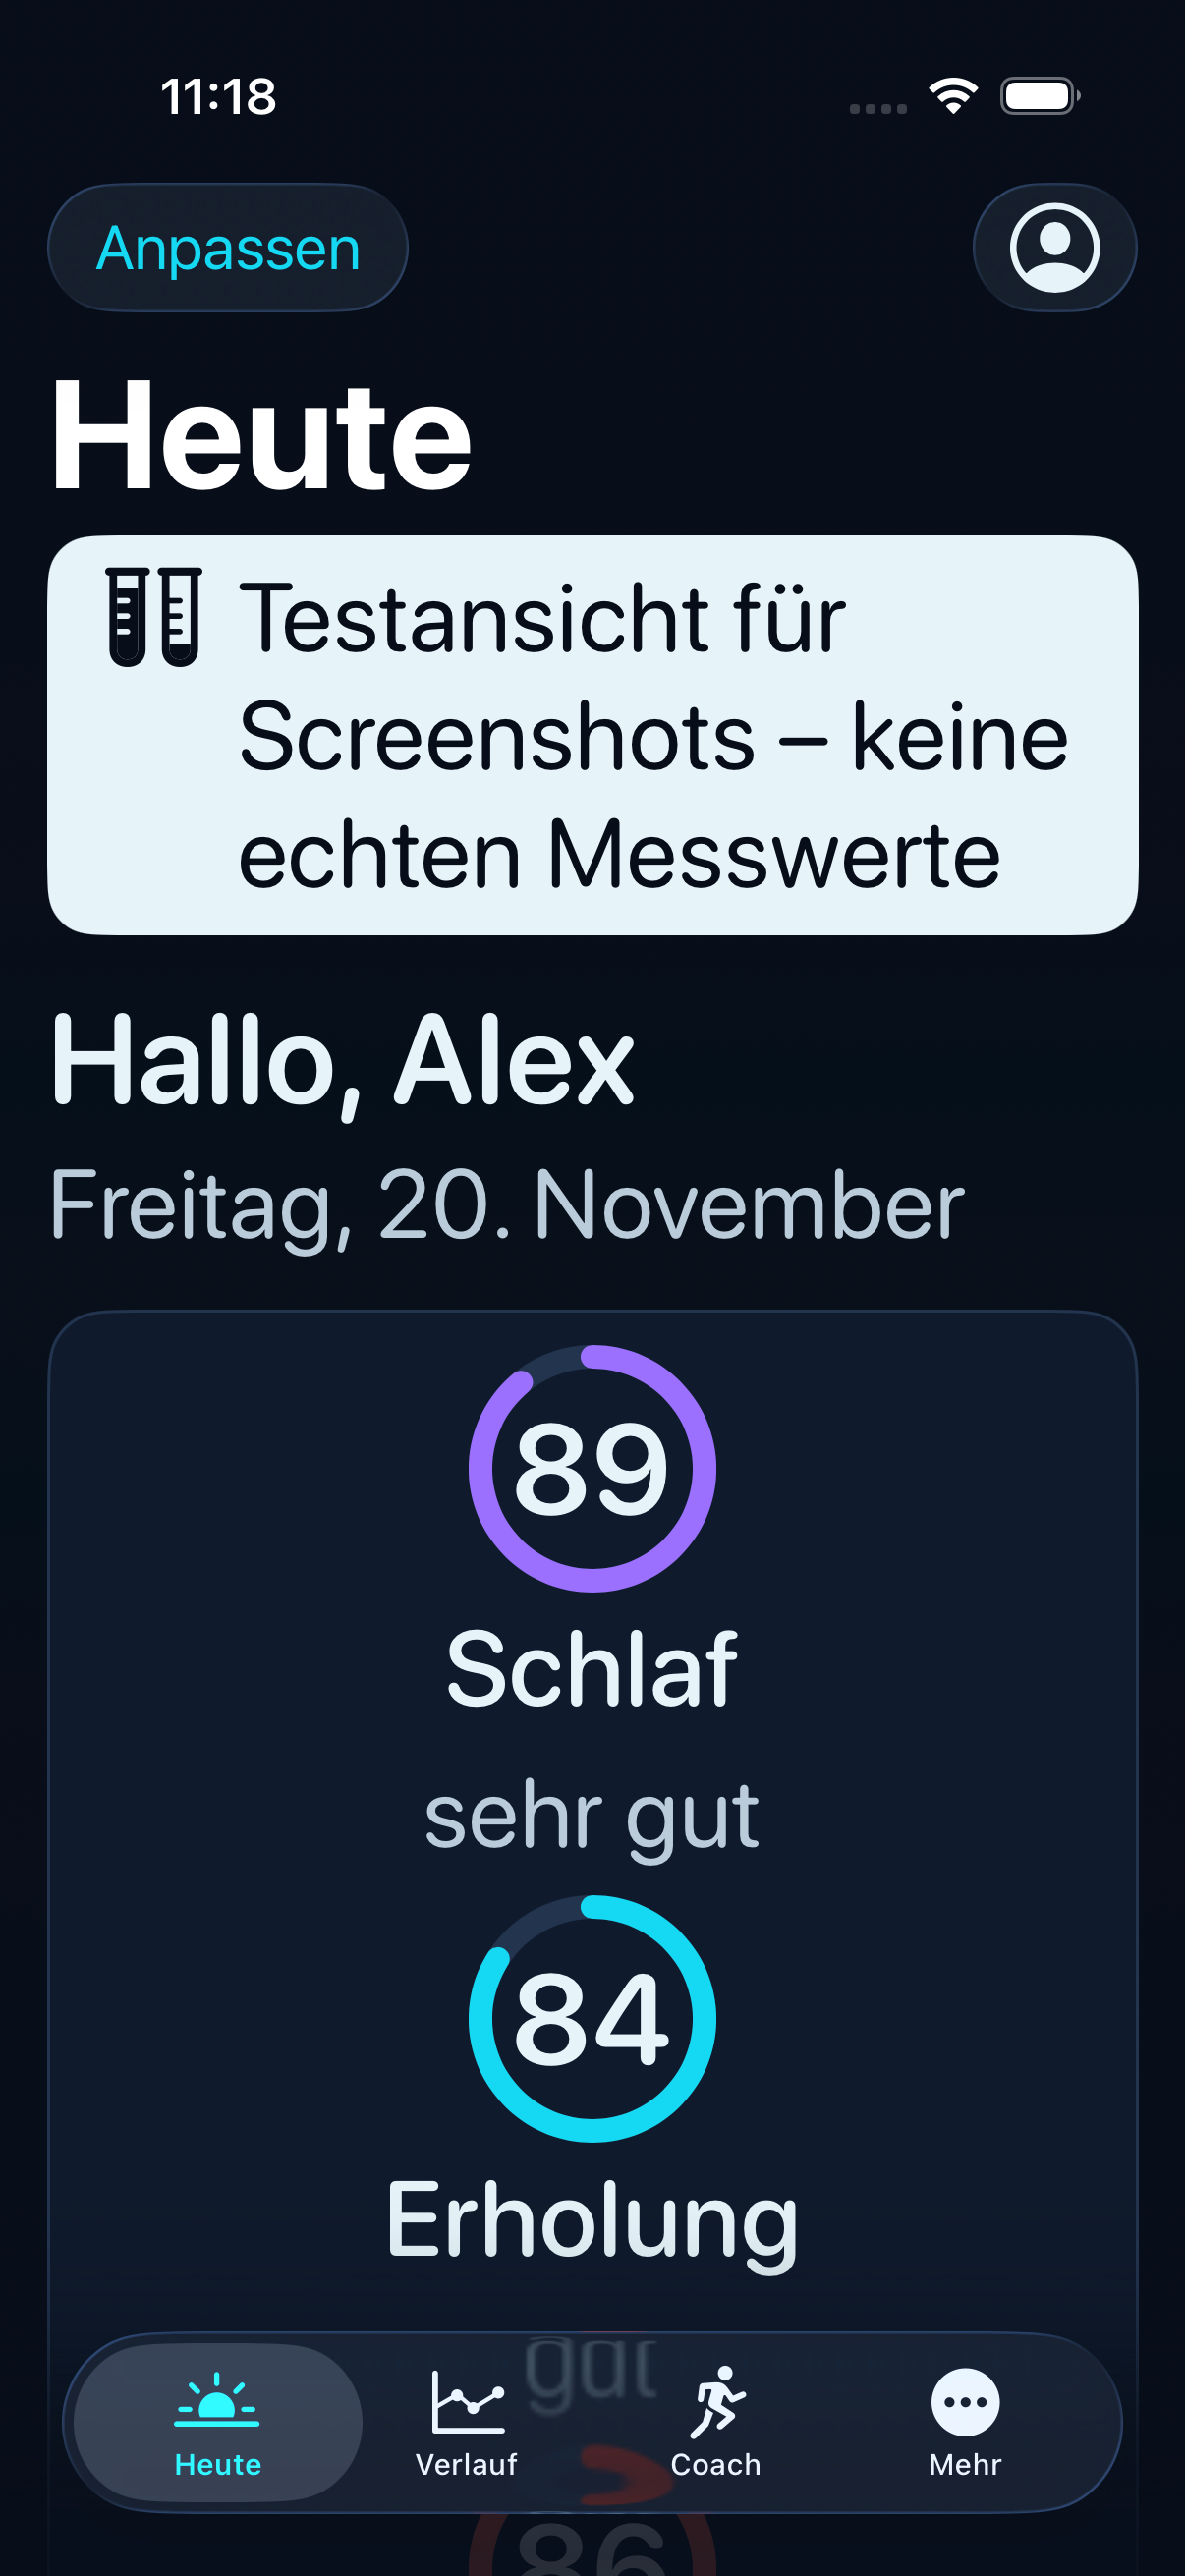 11:18
Anpassen
Heute
Testansicht für
Screenshots – keine
echten Messwerte
Hallo, Alex
Freitag, 20. November
89
Schlaf
sehr gut
84
Erholung
86
Heute
Verlauf
Coach
Mehr